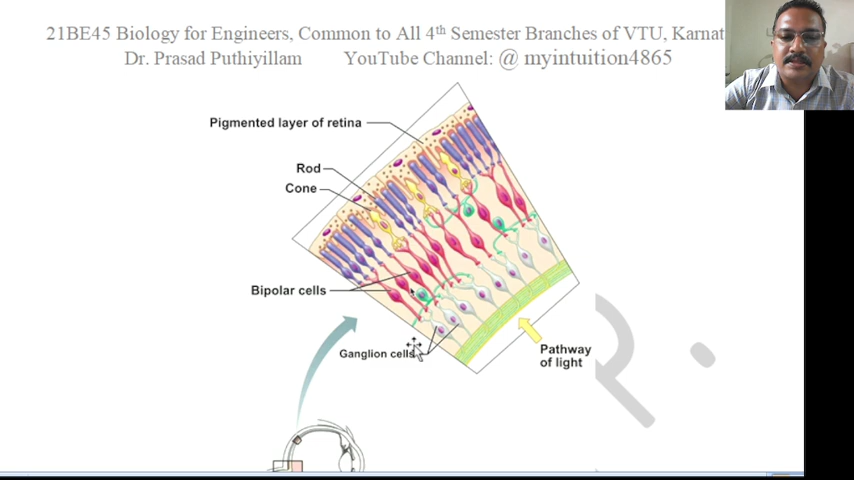 21BE45 Biology for Engineers, Common to All 4th Semester Branches of VTU, Karnat
Dr. Prasad Puthiyillam YouTube Channel: @ myintuition4865
Pigmented layer of retina
Rod
Cone
Bipolar cells
Ganglion cells
Pathway
of light